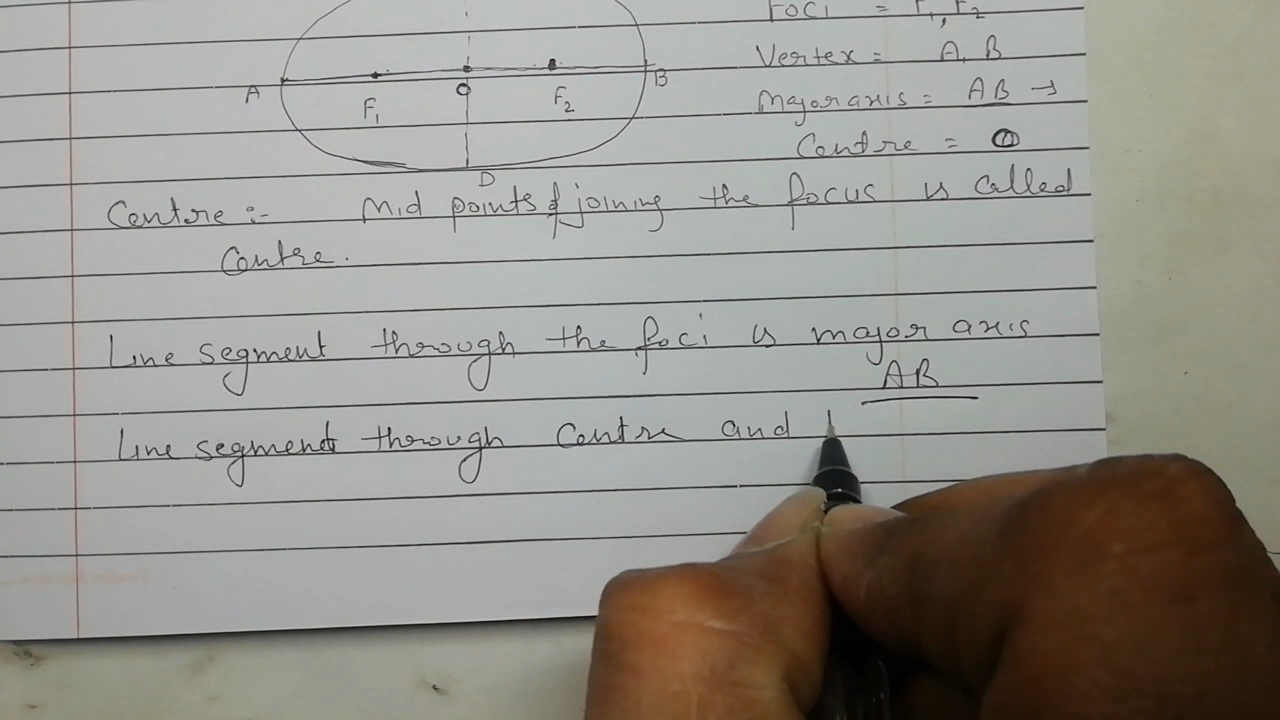 Foci = F1, F2
Vertex = A, B
A F1 O F2 B
Major axis = AB →
Centre = O
D
Centre :- Mid points of joining the focus is called
Centre.
Line segment through the foci is major axis
AB
Line segment through Centre and